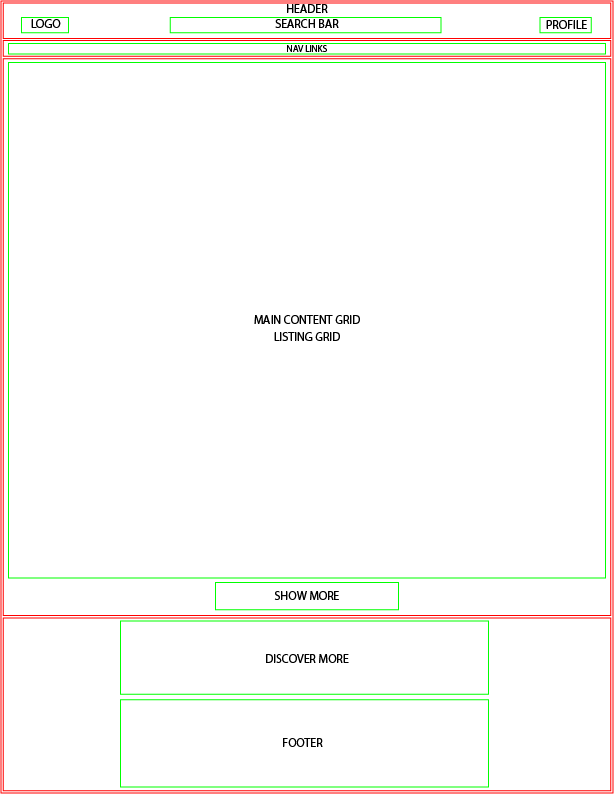 HEADER
LOGO
SEARCH BAR
PROFILE
NAV LINKS
MAIN CONTENT GRID
LISTING GRID
SHOW MORE
DISCOVER MORE
FOOTER